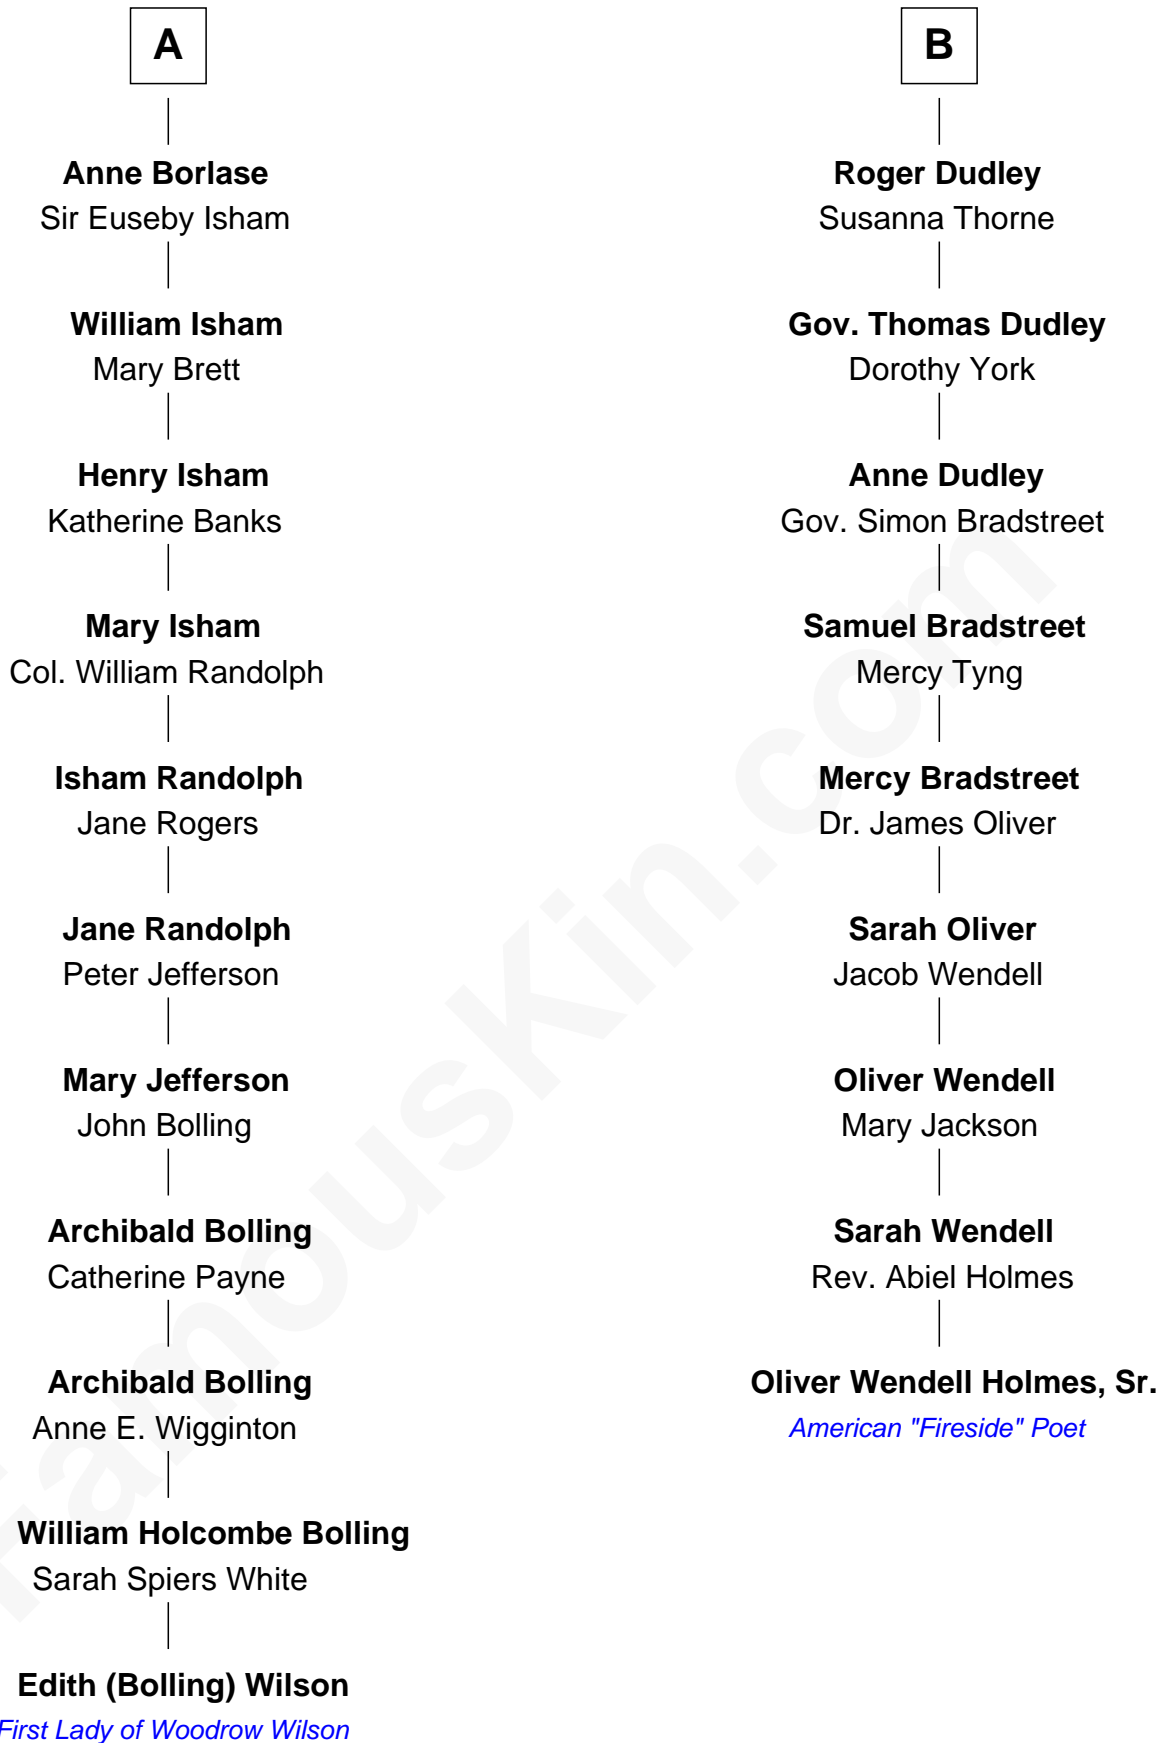 A
Anne Borlase
Sir Euseby Isham
William Isham
Mary Brett
Henry Isham
Katherine Banks
Mary Isham
Col. William Randolph
Isham Randolph
Jane Rogers
Jane Randolph
Peter Jefferson
Mary Jefferson
John Bolling
Archibald Bolling
Catherine Payne
Archibald Bolling
Anne E. Wigginton
William Holcombe Bolling
Sarah Spiers White
Edith (Bolling) Wilson
First Lady of Woodrow Wilson
B
Roger Dudley
Susanna Thorne
Gov. Thomas Dudley
Dorothy York
Anne Dudley
Gov. Simon Bradstreet
Samuel Bradstreet
Mercy Tyng
Mercy Bradstreet
Dr. James Oliver
Sarah Oliver
Jacob Wendell
Oliver Wendell
Mary Jackson
Sarah Wendell
Rev. Abiel Holmes
Oliver Wendell Holmes, Sr.
American "Fireside" Poet
FamousKin.com